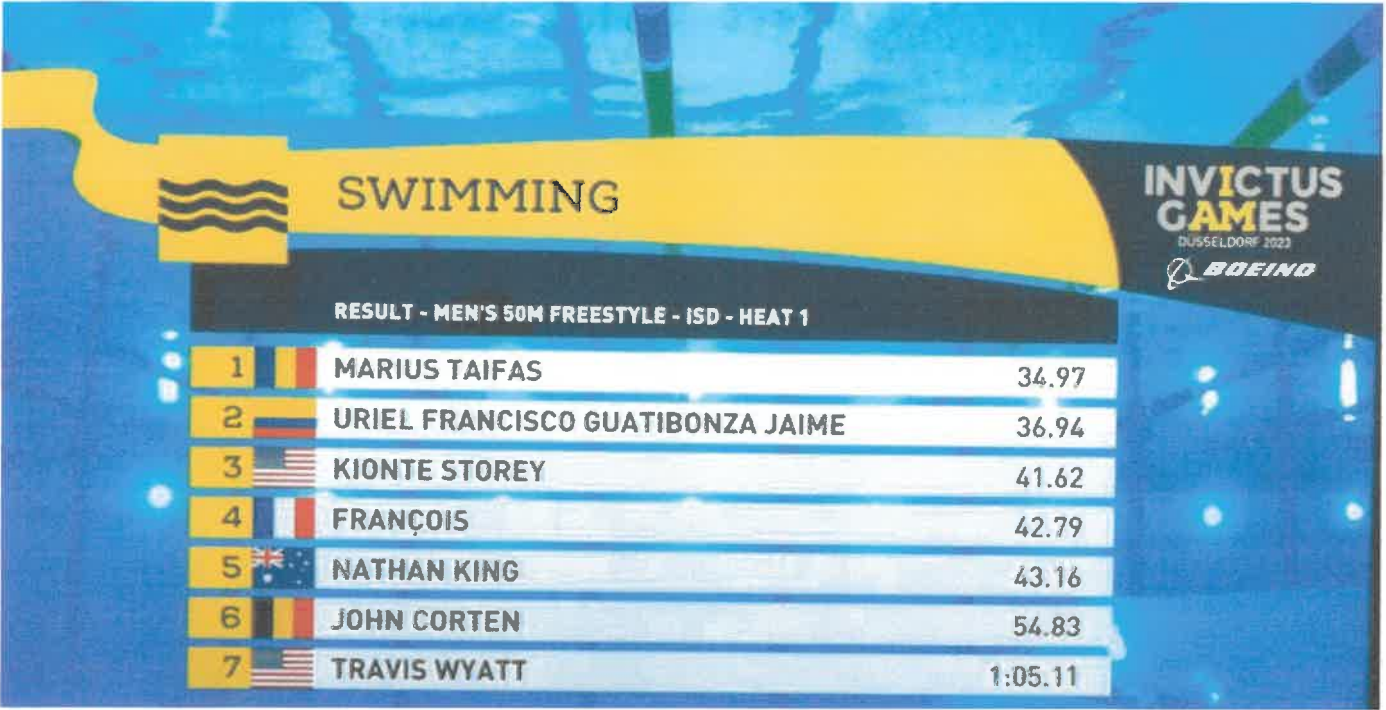 SWIMMING
INVICTUS
GAMES
DÜSSELDORF 2023
BOEING
RESULT - MEN'S 50M FREESTYLE - ISD - HEAT 1
1 MARIUS TAIFAS 34.97
2 URIEL FRANCISCO GUATIBONZA JAIME 36.94
3 KIONTE STOREY 41.62
4 FRANÇOIS 42.79
5 NATHAN KING 43.16
6 JOHN CORTEN 54.83
7 TRAVIS WYATT 1:05.11